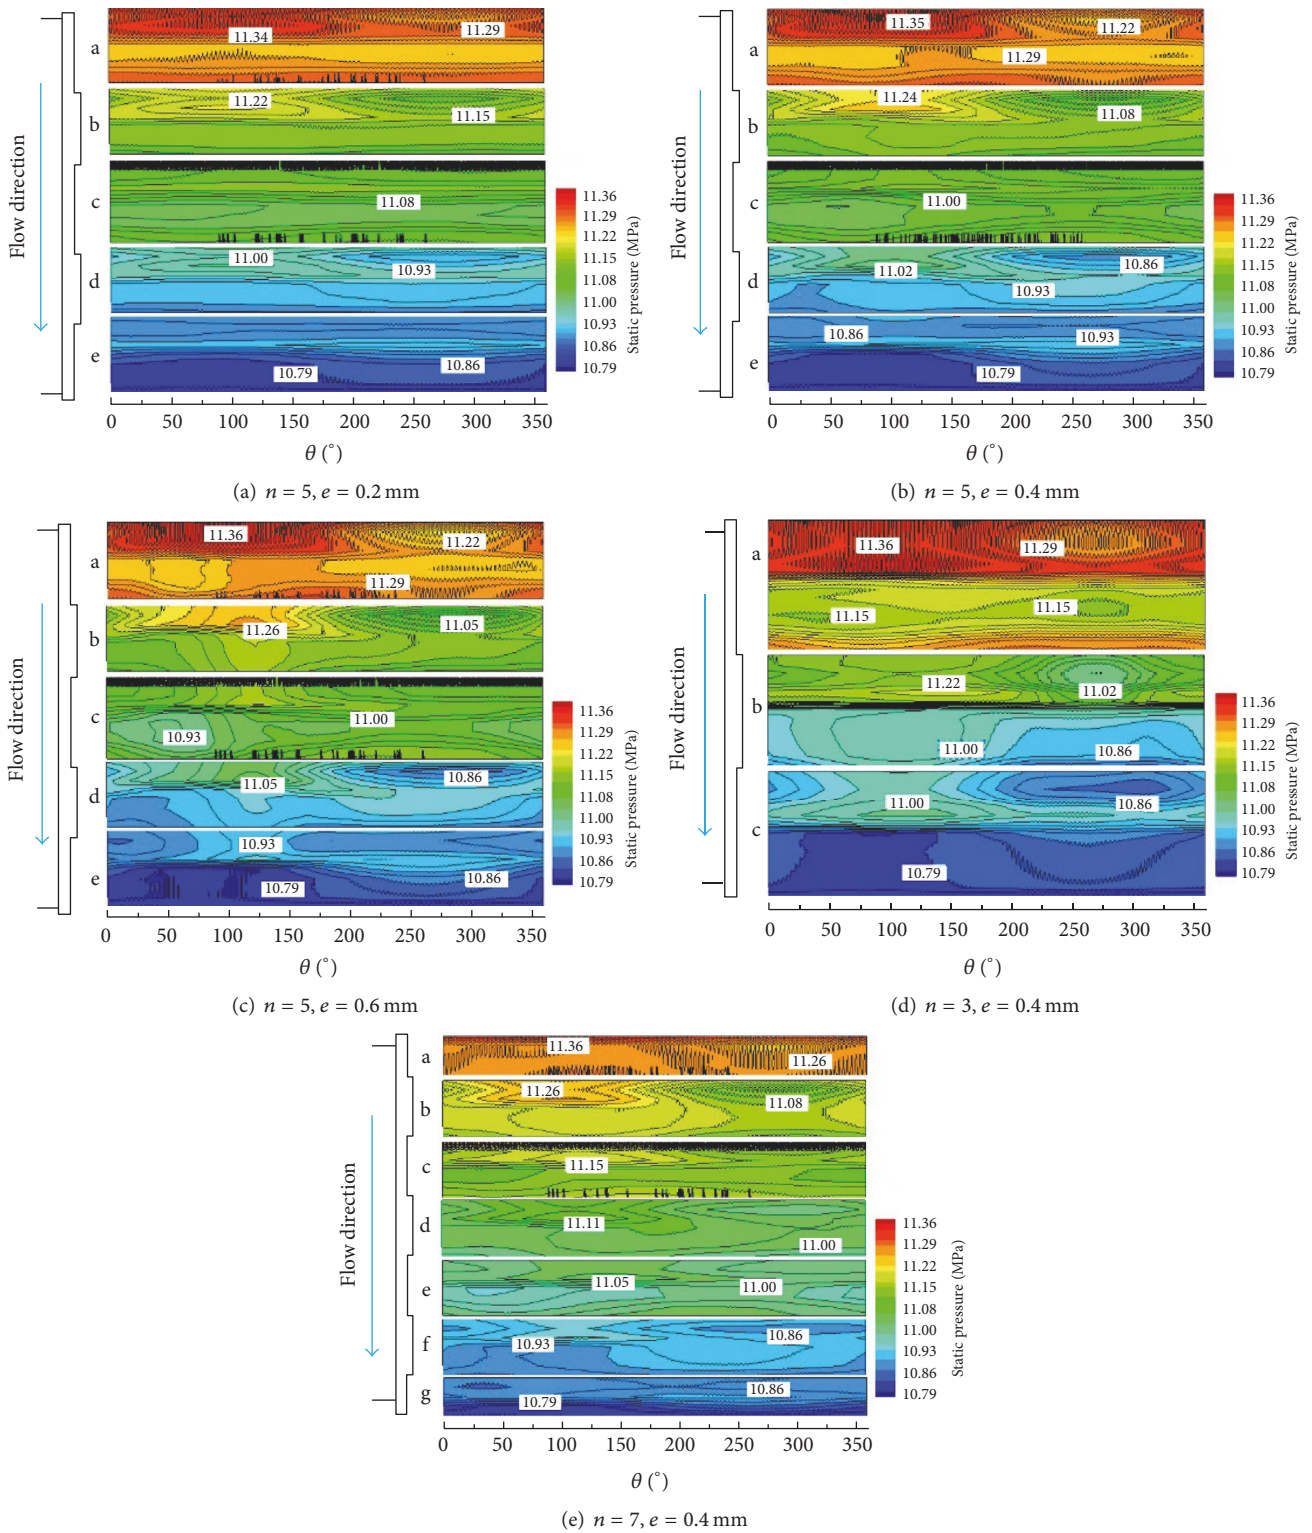 Flow direction
a
b
c
d
e
11.34
11.29
11.22
11.15
11.08
11.00
10.93
10.86
10.79
11.36
11.29
11.22
11.15
11.08
11.00
10.93
10.86
10.79
Static pressure (MPa)
0 50 100 150 200 250 300 350
θ (°)
(a) n = 5, e = 0.2 mm
Flow direction
a
b
c
d
e
11.35
11.22
11.29
11.24
11.08
11.00
11.02
10.86
10.93
10.86
10.93
10.79
11.36
11.29
11.22
11.15
11.08
11.00
10.93
10.86
10.79
Static pressure (MPa)
0 50 100 150 200 250 300 350
θ (°)
(b) n = 5, e = 0.4 mm
Flow direction
a
b
c
d
e
11.36
11.22
11.29
11.26
11.05
11.00
10.93
11.05
10.86
10.93
10.79
10.86
11.36
11.29
11.22
11.15
11.08
11.00
10.93
10.86
10.79
Static pressure (MPa)
0 50 100 150 200 250 300 350
θ (°)
(c) n = 5, e = 0.6 mm
Flow direction
a
b
c
11.36
11.29
11.15
11.15
11.22
11.02
11.00
10.86
11.00
10.86
10.79
11.36
11.29
11.22
11.15
11.08
11.00
10.93
10.86
10.79
Static pressure (MPa)
0 50 100 150 200 250 300 350
θ (°)
(d) n = 3, e = 0.4 mm
Flow direction
a
b
c
d
e
f
g
11.36
11.26
11.26
11.08
11.15
11.11
11.00
11.05
11.00
10.93
10.86
10.79
10.86
11.36
11.29
11.22
11.15
11.08
11.00
10.93
10.86
10.79
Static pressure (MPa)
0 50 100 150 200 250 300 350
θ (°)
(e) n = 7, e = 0.4 mm